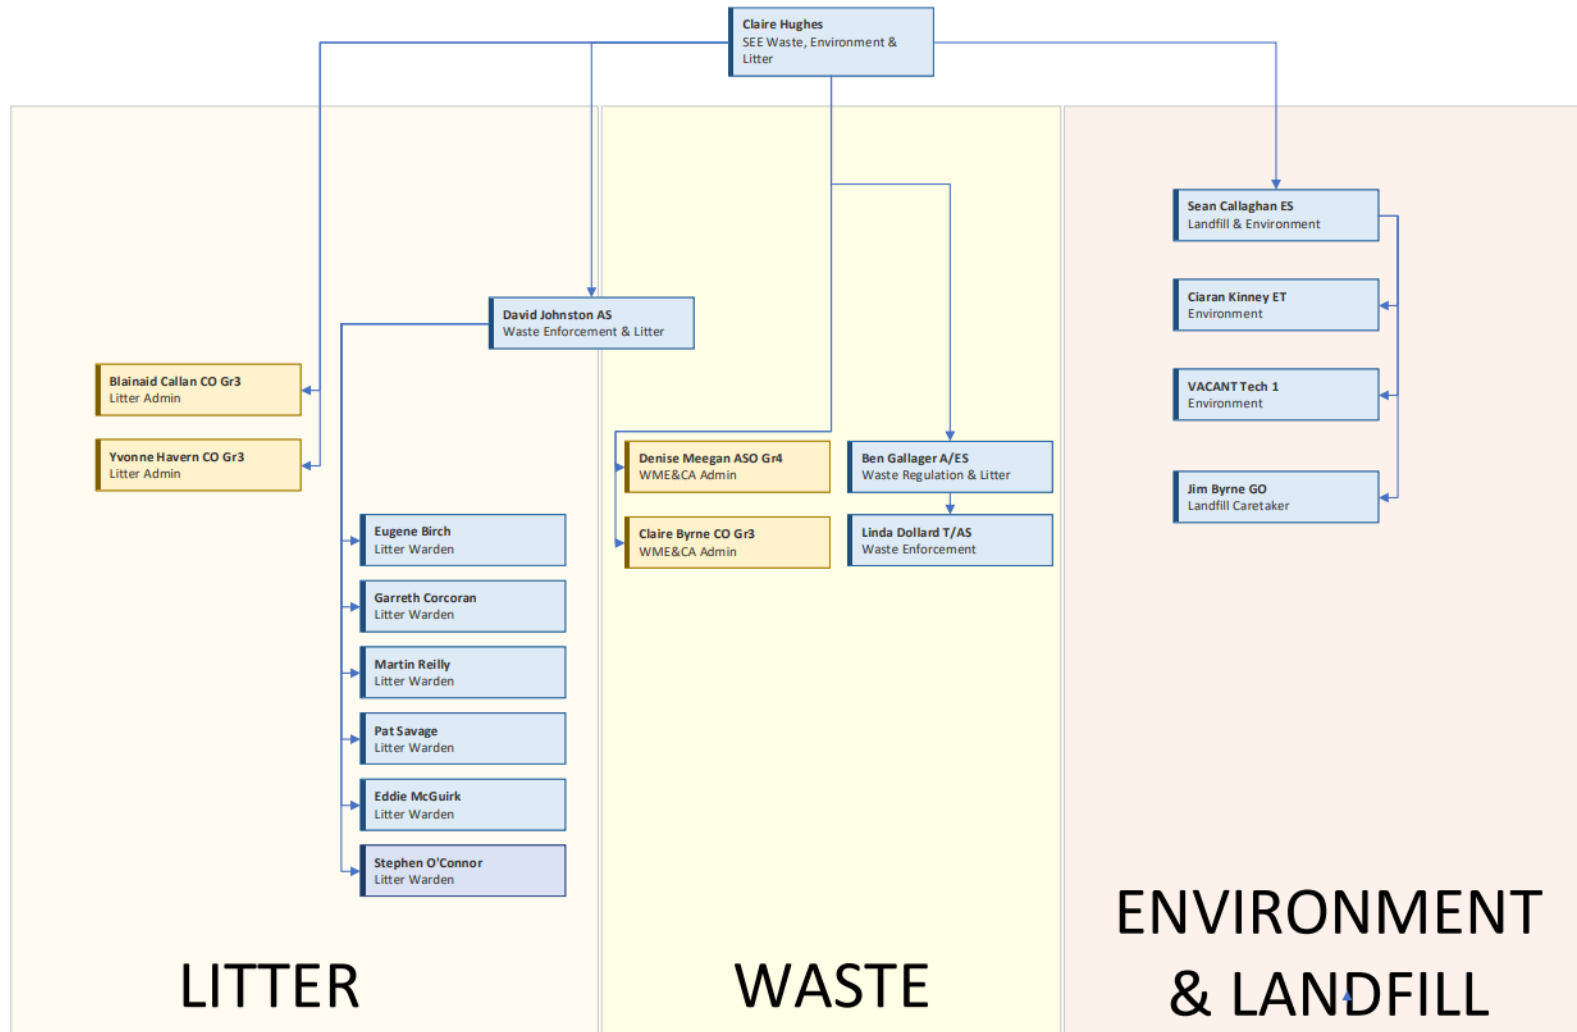 Claire Hughes
SEE Waste, Environment &
Litter
Sean Callaghan ES
Landfill & Environment
Ciaran Kinney ET
Environment
David Johnston AS
Waste Enforcement & Litter
Blainaid Callan CO Gr3
Litter Admin
VACANT Tech 1
Environment
Yvonne Havern CO Gr3
Litter Admin
Denise Meegan ASO Gr4
WME&CA Admin
Ben Gallager A/ES
Waste Regulation & Litter
Jim Byrne GO
Landfill Caretaker
Eugene Birch
Litter Warden
Claire Byrne CO Gr3
WME&CA Admin
Linda Dollard T/AS
Waste Enforcement
Garreth Corcoran
Litter Warden
Martin Reilly
Litter Warden
Pat Savage
Litter Warden
Eddie McGuirk
Litter Warden
Stephen O'Connor
Litter Warden
LITTER
WASTE
ENVIRONMENT
& LANDFILL